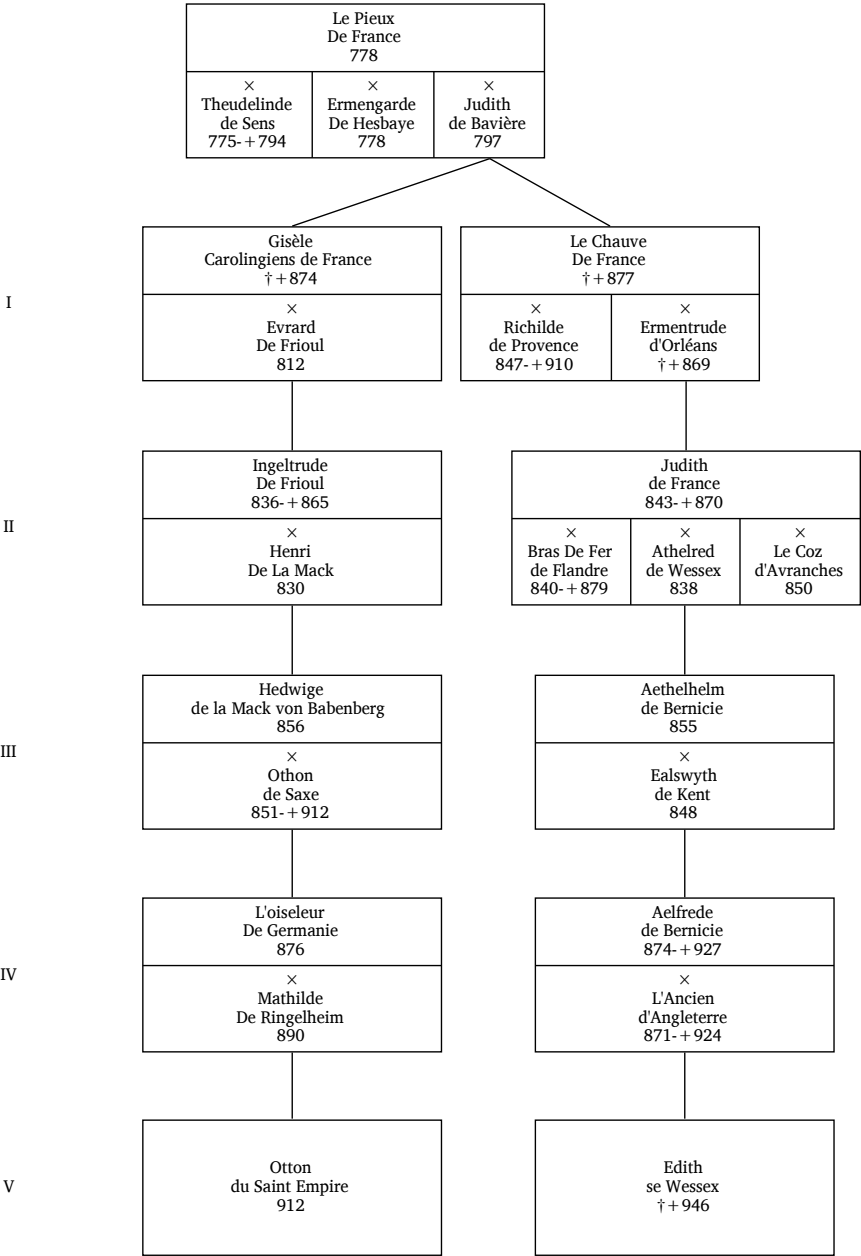 Le Pieux
De France
778
×
Theudelinde
de Sens
775-+794
×
Ermengarde
De Hesbaye
778
×
Judith
de Bavière
797
I
Gisèle
Carolingiens de France
†+874
×
Evrard
De Frioul
812
Le Chauve
De France
†+877
×
Richilde
de Provence
847-+910
×
Ermentrude
d'Orléans
†+869
II
Ingeltrude
De Frioul
836-+865
×
Henri
De La Mack
830
Judith
de France
843-+870
×
Bras De Fer
de Flandre
840-+879
×
Athelred
de Wessex
838
×
Le Coz
d'Avranches
850
III
Hedwige
de la Mack von Babenberg
856
×
Othon
de Saxe
851-+912
Aethelhelm
de Bernicie
855
×
Ealswyth
de Kent
848
IV
L'oiseleur
De Germanie
876
×
Mathilde
De Ringelheim
890
Aelfrede
de Bernicie
874-+927
×
L'Ancien
d'Angleterre
871-+924
V
Otton
du Saint Empire
912
Edith
se Wessex
†+946